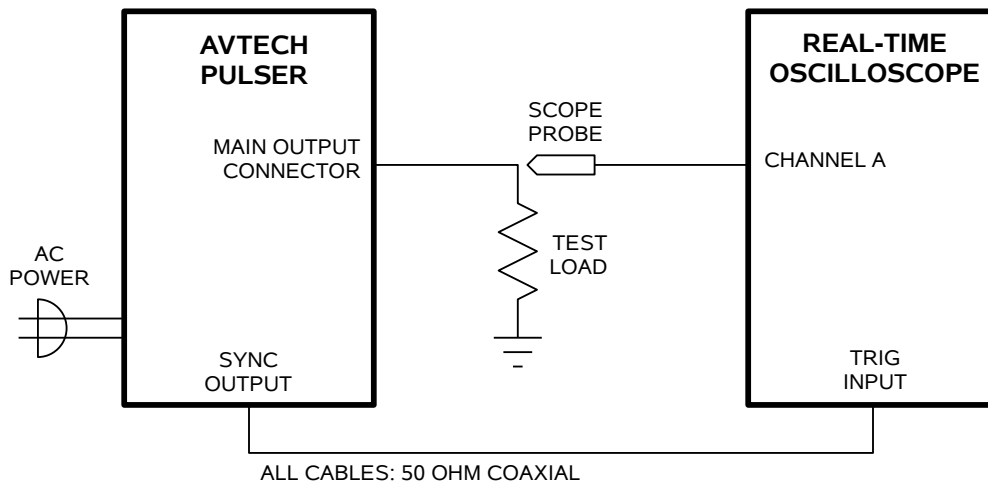 AVTECH
PULSER
REAL-TIME
OSCILLOSCOPE
SCOPE
PROBE
MAIN OUTPUT
CONNECTOR
CHANNEL A
TEST
LOAD
AC
POWER
SYNC
OUTPUT
TRIG
INPUT
ALL CABLES: 50 OHM COAXIAL